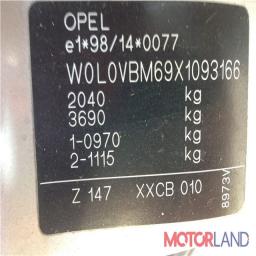 OPEL
e1*98/14*0077
W0L0VBM69X1093166
2040 kg
3690 kg
1-0970 kg
2-1115 kg
Z 147 XXCB 010
8973V
MOTORLAND